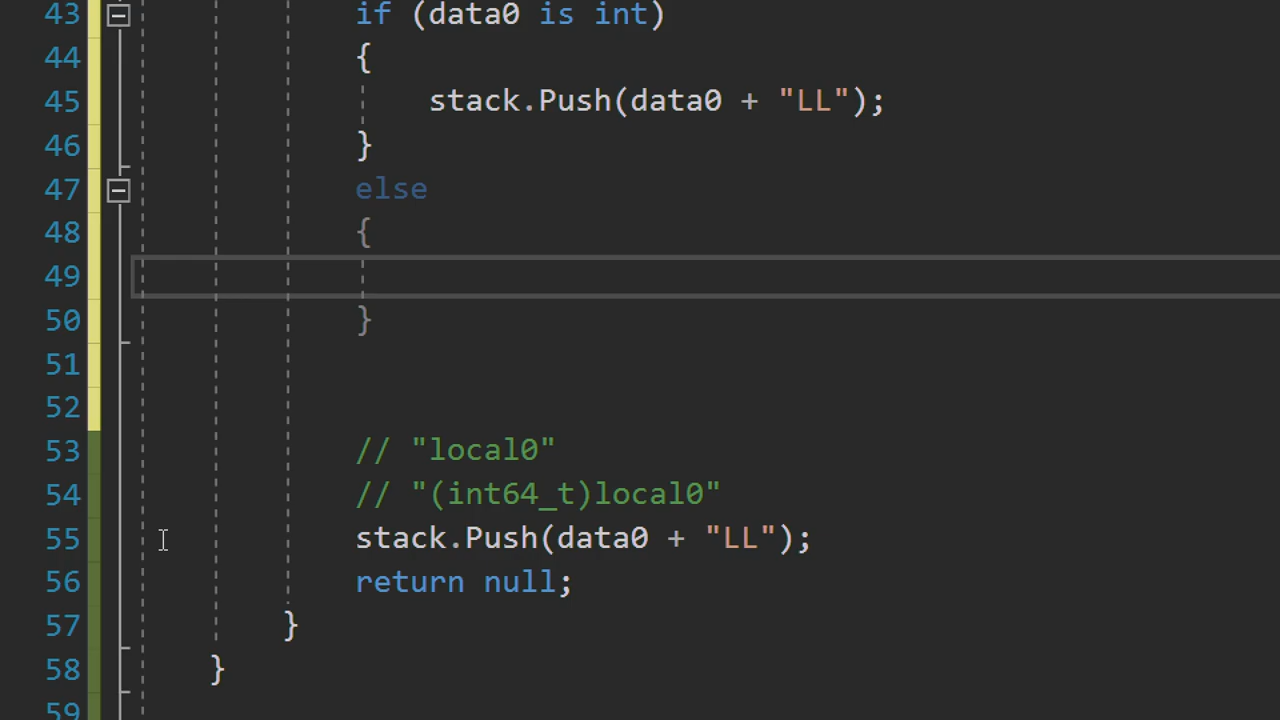 43 if (data0 is int)
44 {
45 stack.Push(data0 + "LL");
46 }
47 else
48 {
49
50 }
51
52
53 // "local0"
54 // "(int64_t)local0"
55 stack.Push(data0 + "LL");
56 return null;
57 }
58 }
59